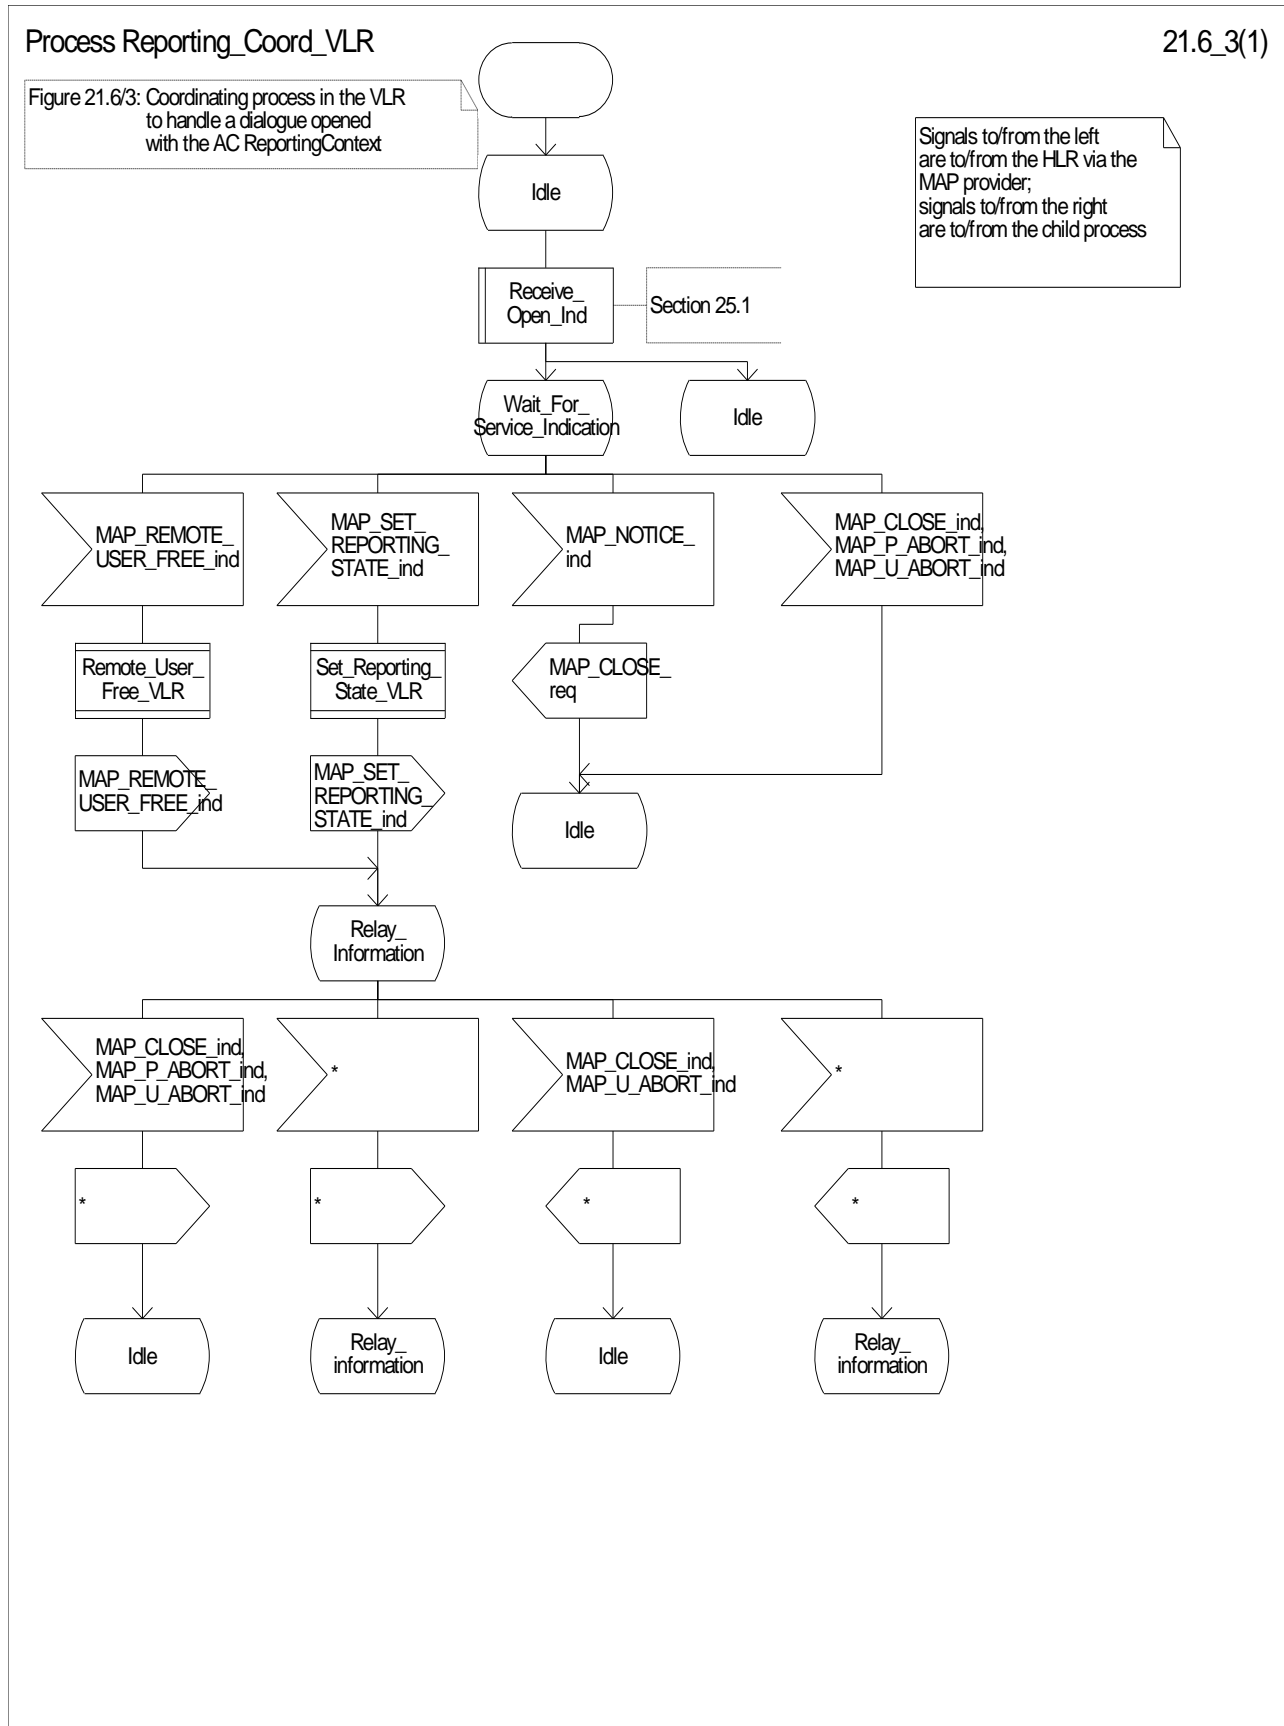 Process Reporting_Coord_VLR
21.6_3(1)
Figure 21.6/3: Coordinating process in the VLR
to handle a dialogue opened
with the AC ReportingContext
Signals to/from the left
are to/from the HLR via the
MAP provider;
signals to/from the right
are to/from the child process
Idle
Receive_
Open_Ind
Section 25.1
Wait_For_
Service_Indication
Idle
MAP_REMOTE_
USER_FREE_ind
MAP_SET_
REPORTING_
STATE_ind
MAP_NOTICE_
ind
MAP_CLOSE_ind,
MAP_P_ABORT_ind,
MAP_U_ABORT_ind
Remote_User_
Free_VLR
Set_Reporting_
State_VLR
MAP_CLOSE_
req
MAP_REMOTE_
USER_FREE_ind
MAP_SET_
REPORTING_
STATE_ind
Idle
Relay_
Information
MAP_CLOSE_ind,
MAP_P_ABORT_ind,
MAP_U_ABORT_ind
*
MAP_CLOSE_ind,
MAP_U_ABORT_ind
*
*
*
*
*
Idle
Relay_
information
Idle
Relay_
information